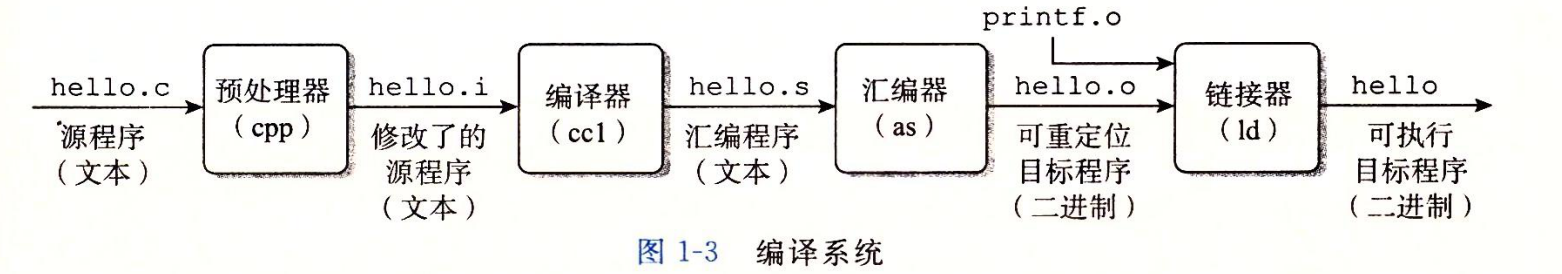 printf.o
hello.c
预处理器
(cpp)
hello.i
编译器
(cc1)
hello.s
汇编器
(as)
hello.o
链接器
(ld)
hello
源程序
(文本)
修改了的
源程序
(文本)
汇编程序
(文本)
可重定位
目标程序
(二进制)
可执行
目标程序
(二进制)
图 1-3 编译系统